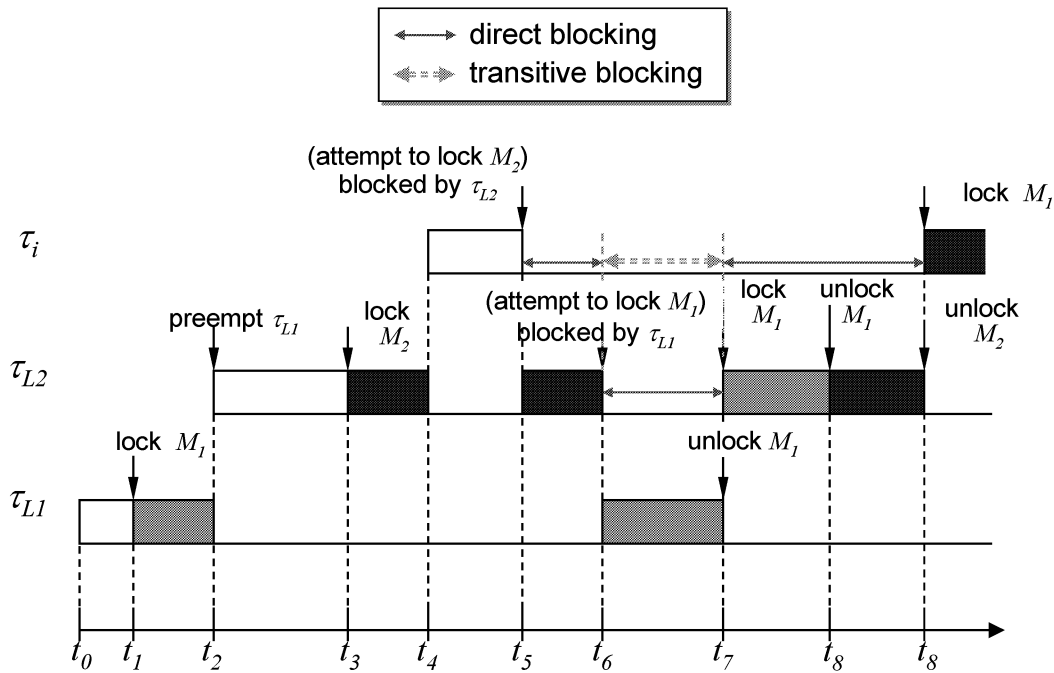 direct blocking
transitive blocking
(attempt to lock M2)
blocked by τL2
lock M1
τi
(attempt to lock M1)
blocked by τL1
lock
M1
unlock
M1
unlock
M2
preempt τL1
lock
M2
τL2
lock M1
unlock M1
τL1
t0 t1 t2 t3 t4 t5 t6 t7 t8 t8